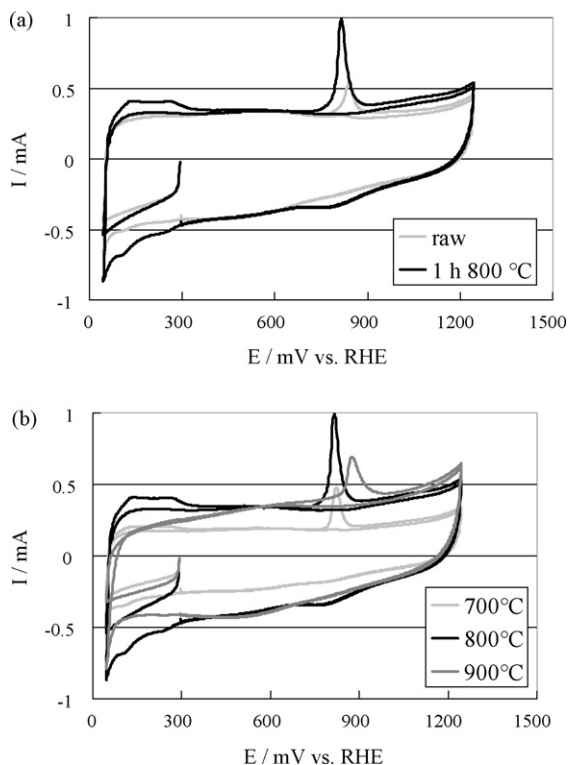 (a)
1
0.5
0
-0.5
-1
I / mA
raw
1 h 800 °C
0 300 600 900 1200 1500
E / mV vs. RHE
(b)
1
0.5
0
-0.5
-1
I / mA
700°C
800°C
900°C
0 300 600 900 1200 1500
E / mV vs. RHE